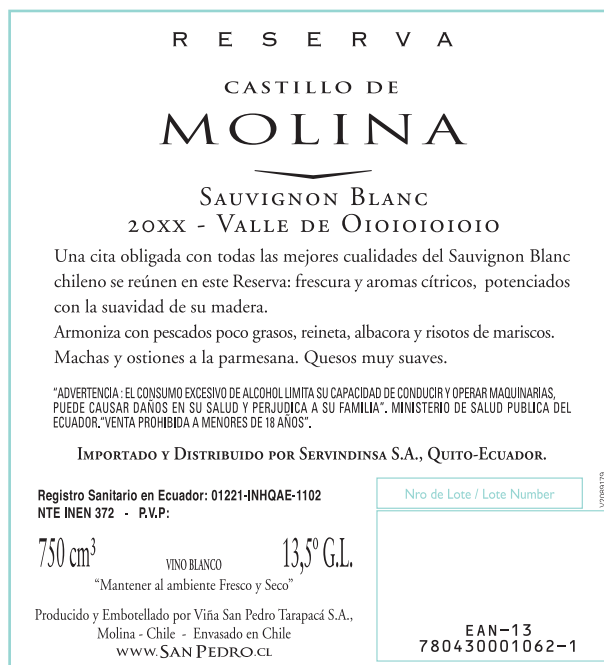 RESERVA
CASTILLO DE
MOLINA
SAUVIGNON BLANC
20XX - VALLE DE OIOIOIOIOIO
Una cita obligada con todas las mejores cualidades del Sauvignon Blanc
chileno se reúnen en este Reserva: frescura y aromas cítricos, potenciados
con la suavidad de su madera.
Armoniza con pescados poco grasos, reineta, albacora y risotos de mariscos.
Machas y ostiones a la parmesana. Quesos muy suaves.
"ADVERTENCIA : EL CONSUMO EXCESIVO DE ALCOHOL LIMITA SU CAPACIDAD DE CONDUCIR Y OPERAR MAQUINARIAS,
PUEDE CAUSAR DAÑOS EN SU SALUD Y PERJUDICA A SU FAMILIA". MINISTERIO DE SALUD PUBLICA DEL
ECUADOR."VENTA PROHIBIDA A MENORES DE 18 AÑOS".
IMPORTADO Y DISTRIBUIDO POR SERVINDINSA S.A., QUITO-ECUADOR.
Registro Sanitario en Ecuador: 01221-INHQAE-1102
NTE INEN 372 - P.V.P:
Nro de Lote / Lote Number
V2089179
750 cm³ VINO BLANCO 13,5º G.L.
"Mantener al ambiente Fresco y Seco"
Producido y Embotellado por Viña San Pedro Tarapacá S.A.,
Molina - Chile - Envasado en Chile
WWW.SAN PEDRO.CL
EAN-13
780430001062-1